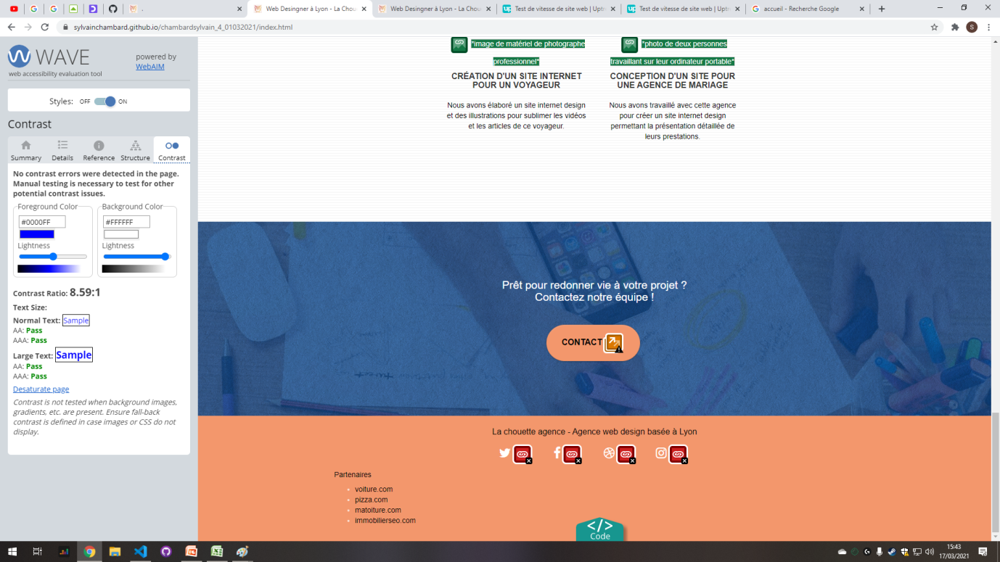 .
Web Desingner à Lyon - La Chou
Web Desingner à Lyon - La Chou
Test de vitesse de site web | Uptr
Test de vitesse de site web | Upt
accueil - Recherche Google
sylvainchambard.github.io/chambardsylvain_4_01032021/index.html
S
WAVE
web accessibility evaluation tool
powered by
WebAIM
Styles: OFF ON
Contrast
Summary Details Reference Structure Contrast
No contrast errors were detected in the page.
Manual testing is necessary to test for other
potential contrast issues.
Foreground Color Background Color
#0000FF #FFFFFF
Lightness Lightness
Contrast Ratio: 8.59:1
Text Size:
Normal Text: Sample
AA: Pass
AAA: Pass
Large Text: Sample
AA: Pass
AAA: Pass
Desaturate page
Contrast is not tested when background images,
gradients, etc. are present. Ensure fall-back
contrast is defined in case images or CSS do not
display.
*image de matériel de photographe
professionnel*
CRÉATION D'UN SITE INTERNET
POUR UN VOYAGEUR
Nous avons élaboré un site internet design
et des illustrations pour sublimer les vidéos
et les articles de ce voyageur.
*photo de deux personnes
travaillant sur leur ordinateur portable*
CONCEPTION D'UN SITE POUR
UNE AGENCE DE MARIAGE
Nous avons travaillé avec cette agence
pour créer un site internet design
permettant la présentation détaillée de
leurs prestations.
Prêt pour redonner vie à votre projet ?
Contactez notre équipe !
CONTACT
La chouette agence - Agence web design basée à Lyon
Partenaires
voiture.com
pizza.com
matoiture.com
immobilierseo.com
</>
Code
15:43
17/03/2021